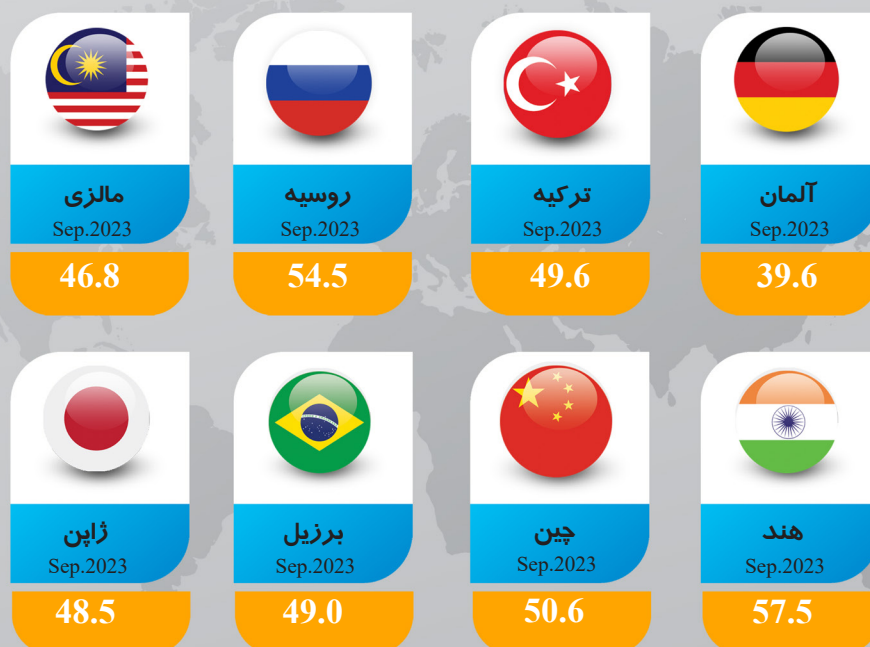 آلمان
Sep.2023
39.6
ترکیه
Sep.2023
49.6
روسیه
Sep.2023
54.5
مالزی
Sep.2023
46.8
هند
Sep.2023
57.5
چین
Sep.2023
50.6
برزیل
Sep.2023
49.0
ژاپن
Sep.2023
48.5